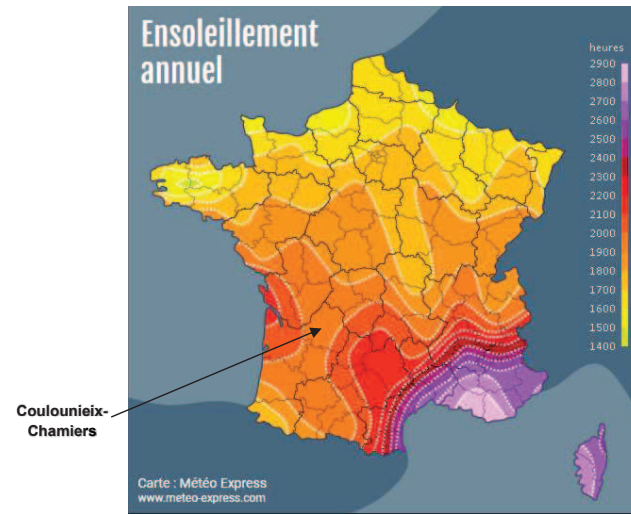 Ensoleillement
annuel
heures
2900
2800
2700
2600
2500
2400
2300
2200
2100
2000
1900
1800
1700
1600
1500
1400
Coulounieix-
Chamiers
Carte : Météo Express
www.meteo-express.com